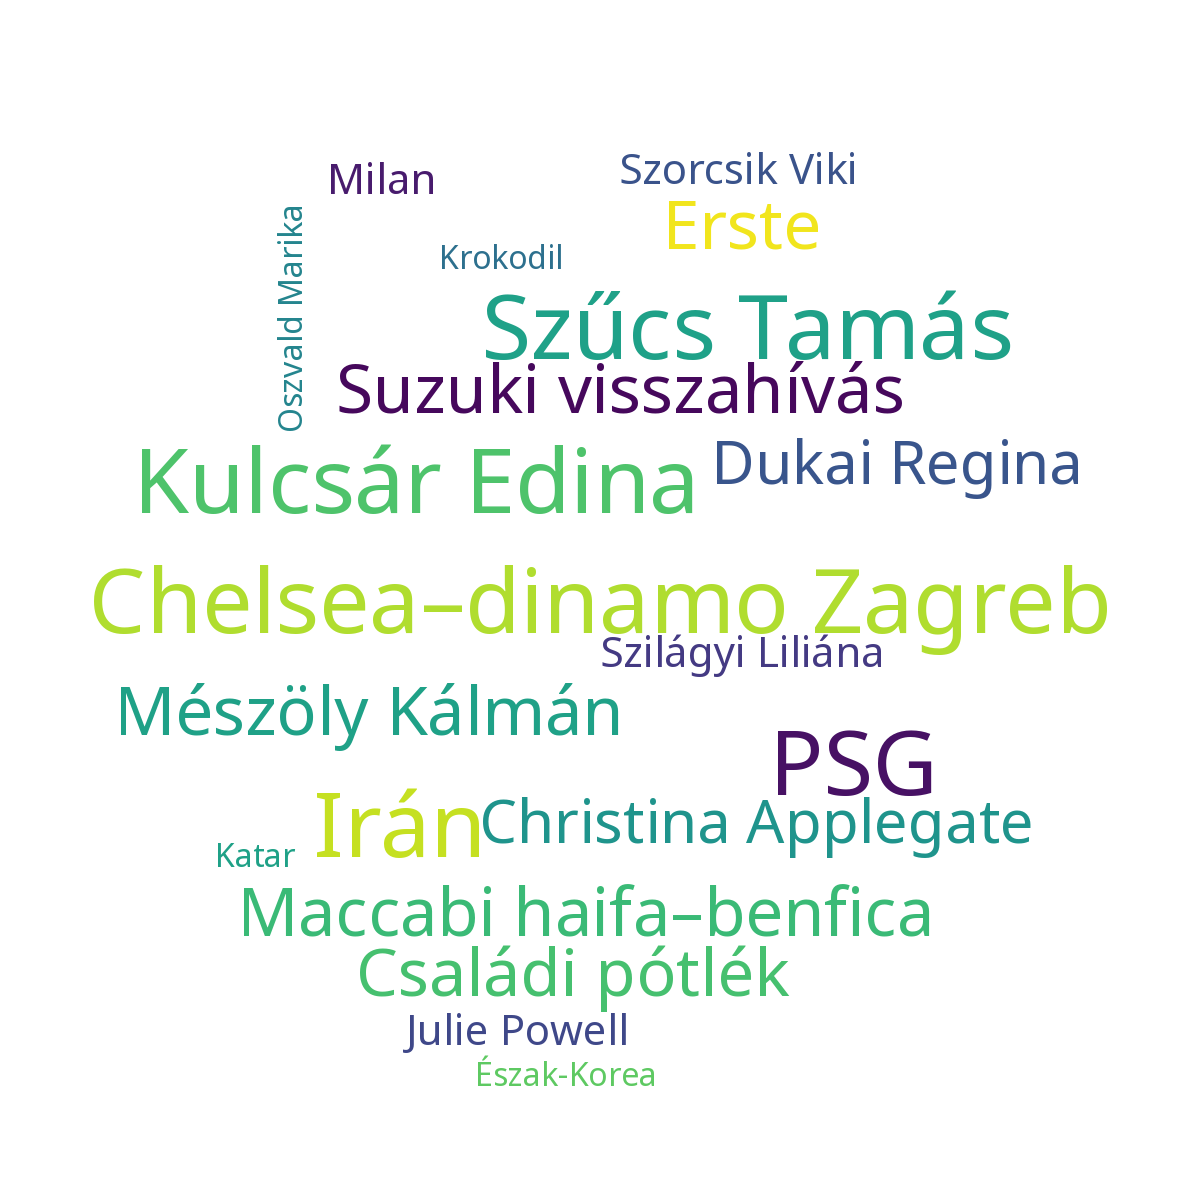 Szorcsik Viki
Milan
Erste
Oszvald Marika
Krokodil
Szűcs Tamás
Suzuki visszahívás
Dukai Regina
Kulcsár Edina
Chelsea–dinamo Zagreb
Szilágyi Liliána
Mészöly Kálmán
PSG
Irán
Christina Applegate
Katar
Maccabi haifa–benfica
Családi pótlék
Julie Powell
Észak-Korea